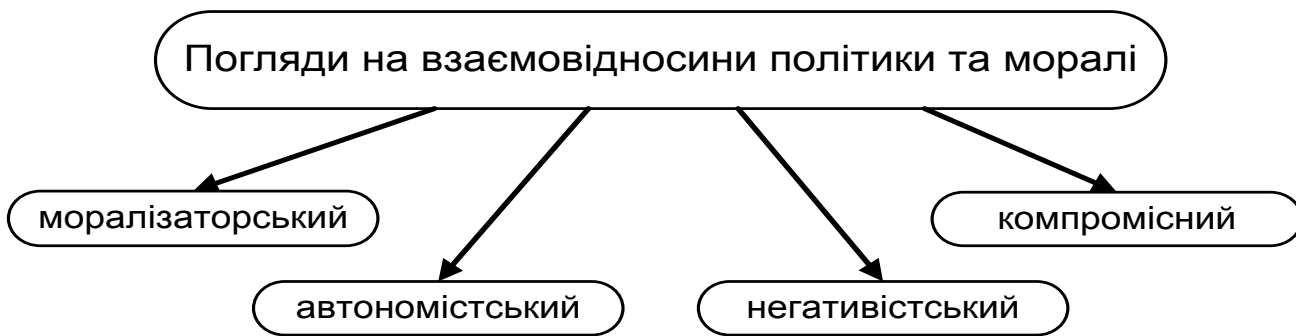 Погляди на взаємовідносини політики та моралі
моралізаторський
компромісний
автономістський
негативістський